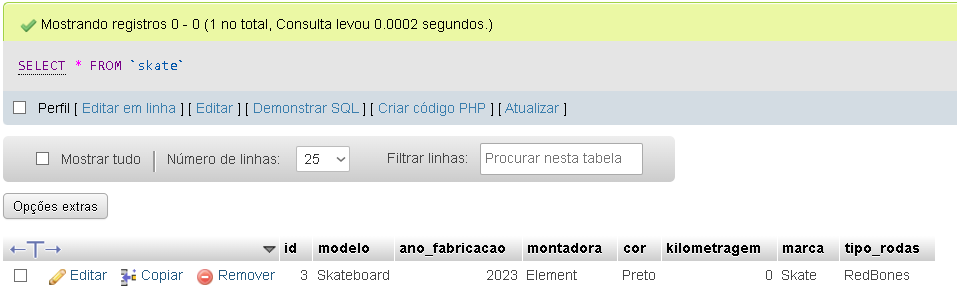 Mostrando registros 0 - 0 (1 no total, Consulta levou 0.0002 segundos.)
SELECT * FROM `skate`
Perfil [ Editar em linha ] [ Editar ] [ Demonstrar SQL ] [ Criar código PHP ] [ Atualizar ]
Mostrar tudo Número de linhas: 25 Filtrar linhas: Procurar nesta tabela
Opções extras
←T→ id modelo ano_fabricacao montadora cor kilometragem marca tipo_rodas
Editar Copiar Remover 3 Skateboard 2023 Element Preto 0 Skate RedBones